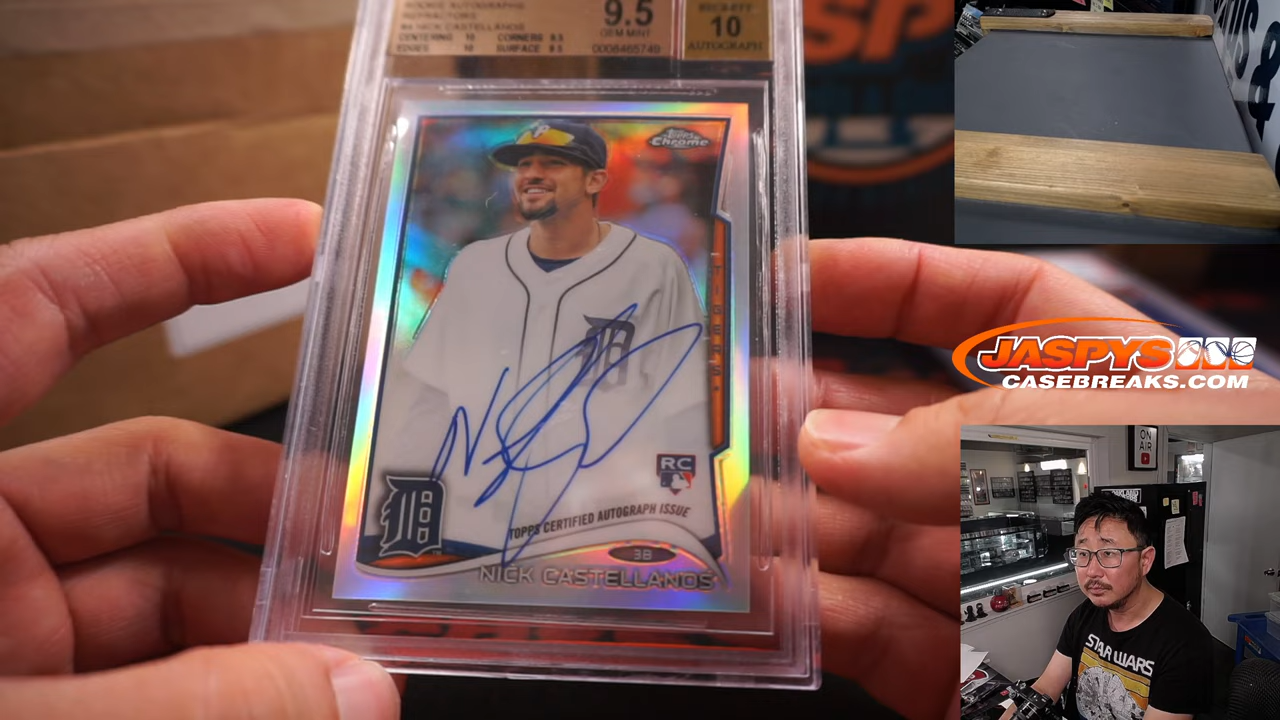 ROOKIE AUTOGRAPHS
REFRACTORS
#4 NICK CASTELLANOS
CENTERING 10 CORNERS 9.5
EDGES 10 SURFACE 9.5
9.5
GEM MINT
0008465749
BECKETT
10
AUTOGRAPH
Topps
Chrome
TIGERS
D
RC
TOPPS CERTIFIED AUTOGRAPH ISSUE
3B
NICK CASTELLANOS
SP
&
JASPYS
CASEBREAKS.COM
ON
AIR
STAR WARS